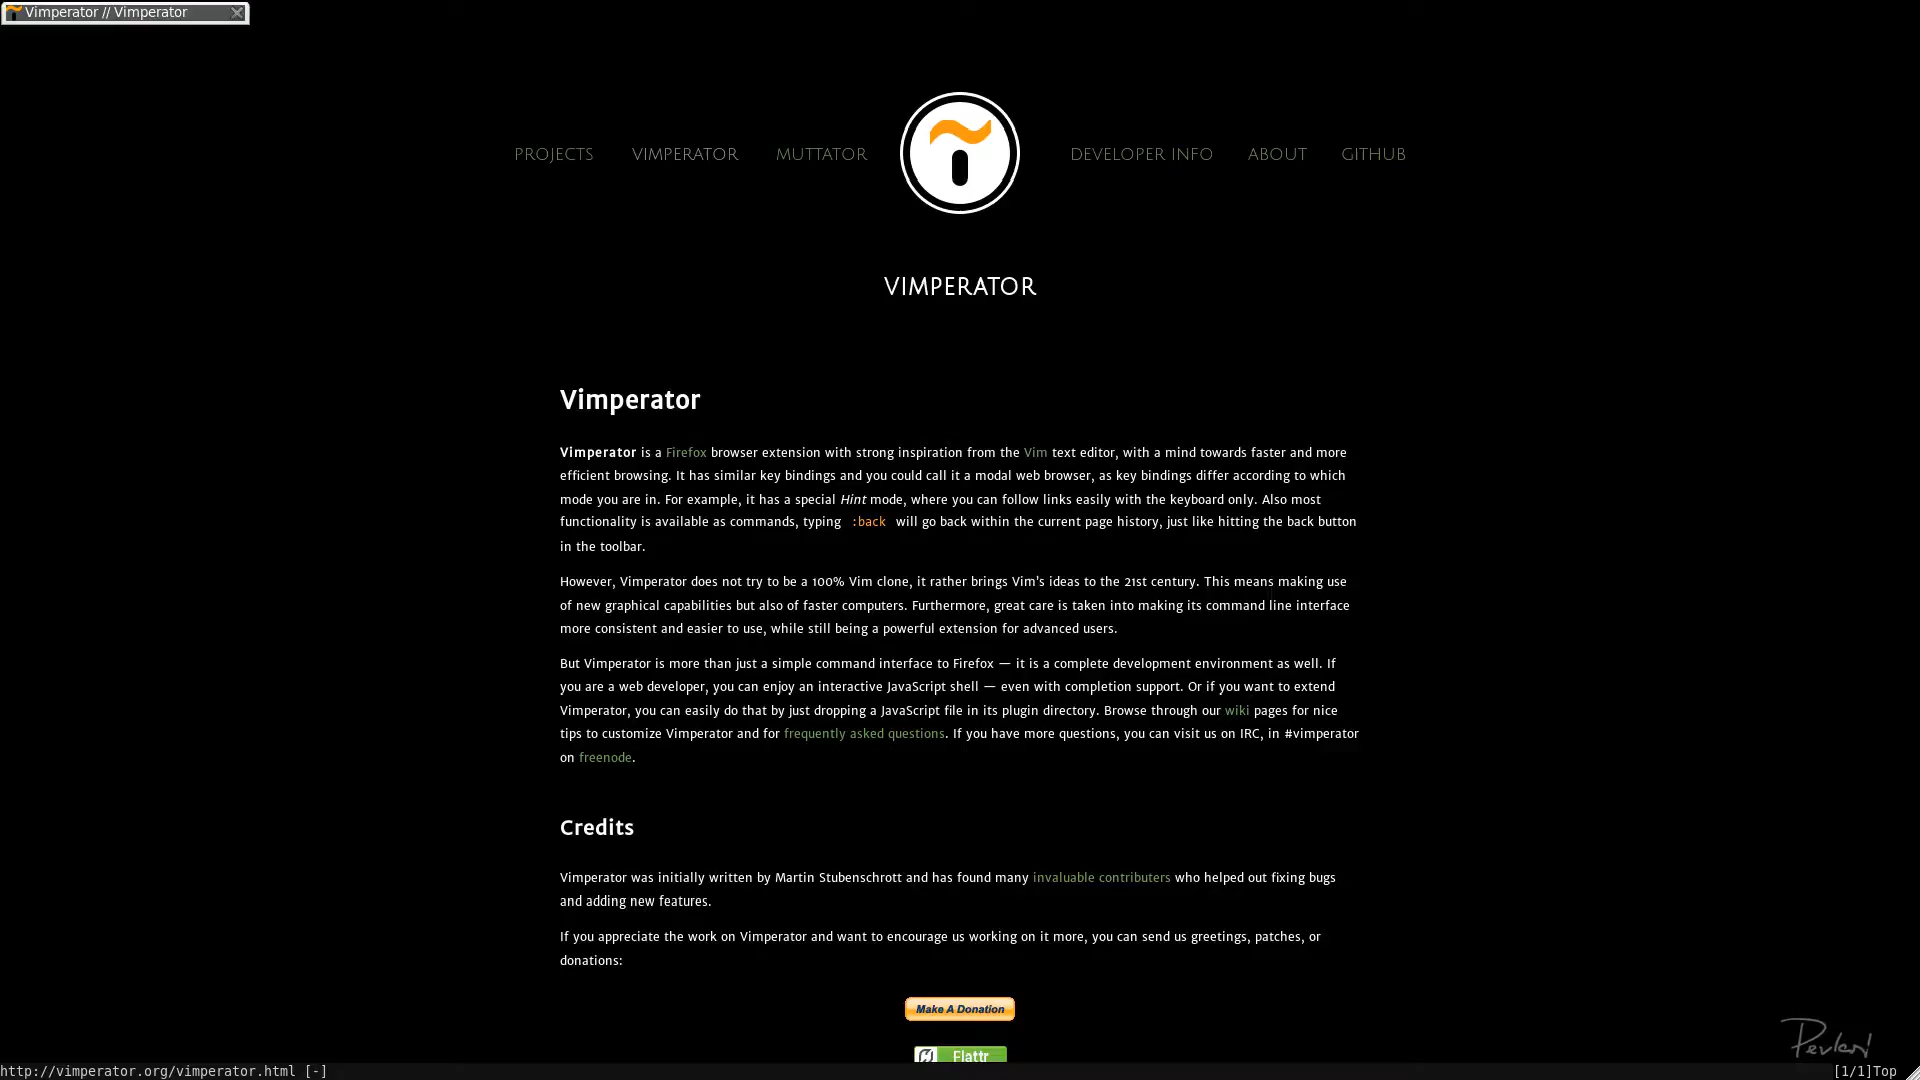 Vimperator // Vimperator
PROJECTS VIMPERATOR MUTTATOR DEVELOPER INFO ABOUT GITHUB
VIMPERATOR
Vimperator
Vimperator is a Firefox browser extension with strong inspiration from the Vim text editor, with a mind towards faster and more
efficient browsing. It has similar key bindings and you could call it a modal web browser, as key bindings differ according to which
mode you are in. For example, it has a special Hint mode, where you can follow links easily with the keyboard only. Also most
functionality is available as commands, typing :back will go back within the current page history, just like hitting the back button
in the toolbar.
However, Vimperator does not try to be a 100% Vim clone, it rather brings Vim's ideas to the 21st century. This means making use
of new graphical capabilities but also of faster computers. Furthermore, great care is taken into making its command line interface
more consistent and easier to use, while still being a powerful extension for advanced users.
But Vimperator is more than just a simple command interface to Firefox — it is a complete development environment as well. If
you are a web developer, you can enjoy an interactive JavaScript shell — even with completion support. Or if you want to extend
Vimperator, you can easily do that by just dropping a JavaScript file in its plugin directory. Browse through our wiki pages for nice
tips to customize Vimperator and for frequently asked questions. If you have more questions, you can visit us on IRC, in #vimperator
on freenode.
Credits
Vimperator was initially written by Martin Stubenschrott and has found many invaluable contributers who helped out fixing bugs
and adding new features.
If you appreciate the work on Vimperator and want to encourage us working on it more, you can send us greetings, patches, or
donations:
Make A Donation
Flattr
http://vimperator.org/vimperator.html [-] [1/1]Top